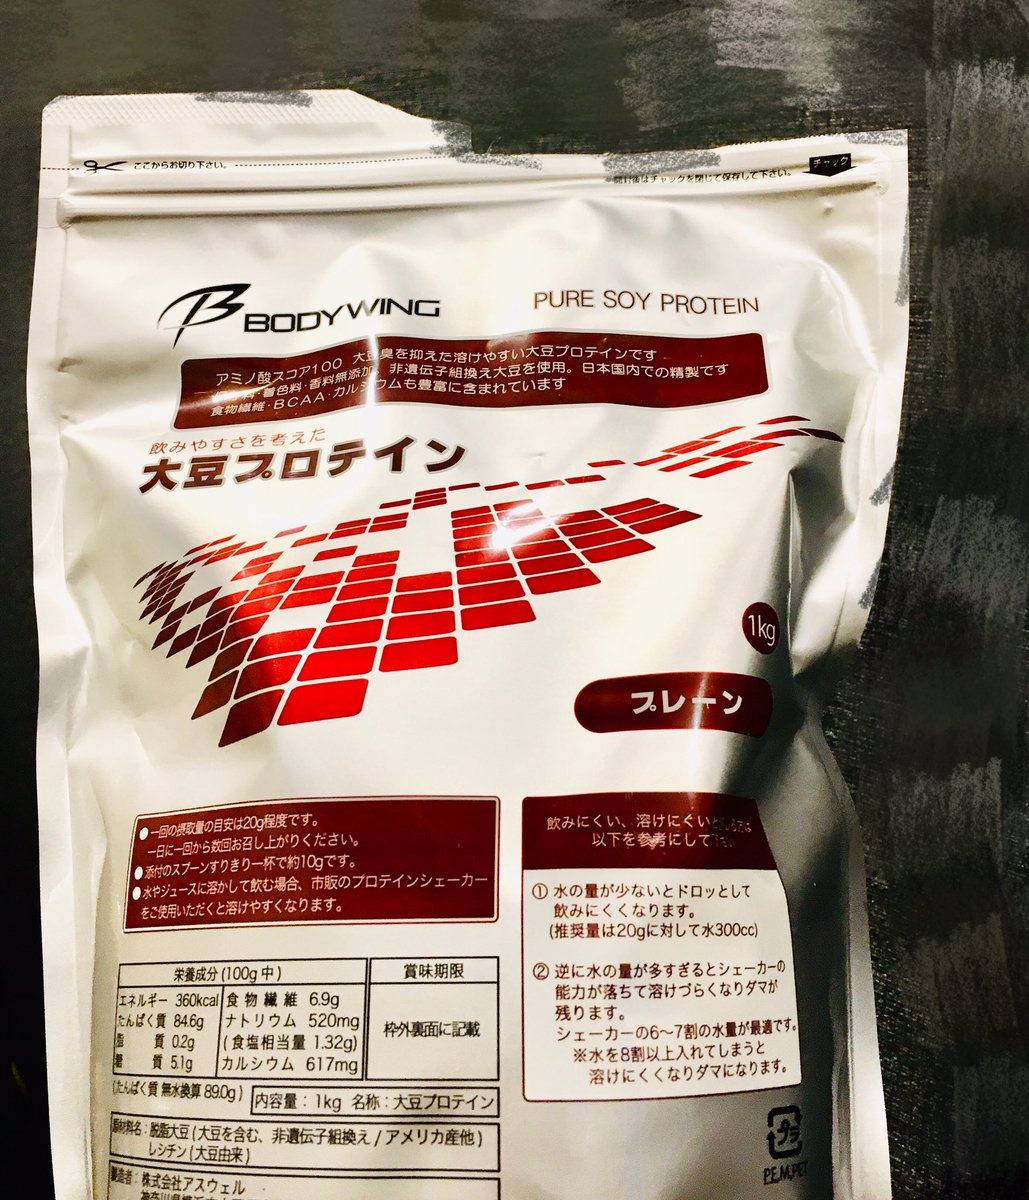 ここからお切り下さい。
開封後はチャックを閉じて保存して下さい。
チャック
BODYWING
PURE SOY PROTEIN
アミノ酸スコア100 大豆臭を抑えた溶けやすい大豆プロテインです
着色料・香料無添加、非遺伝子組換え大豆を使用。日本国内での精製です
食物繊維・BCAA・カルシウムも豊富に含まれています
飲みやすさを考えた
大豆プロテイン
1kg
プレーン
●一回の摂取量の目安は20g程度です。
一日に一回から数回お召し上がりください。
●添付のスプーンすりきり一杯で約10gです。
●水やジュースに溶かして飲む場合、市販のプロテインシェーカー
をご使用いただくと溶けやすくなります。
飲みにくい、溶けにくい
以下を参考にして
① 水の量が少ないとドロッとして
飲みにくくなります。
(推奨量は20gに対して水300cc)
② 逆に水の量が多すぎるとシェーカーの
能力が落ちて溶けづらくなりダマが
残ります。
シェーカーの6〜7割の水量が最適です。
※水を8割以上入れてしまうと
溶けにくくなりダマになります。
栄養成分(100g中)
エネルギー 360kcal
たんぱく質 84.6g
脂質 0.2g
糖質 5.1g
食物繊維 6.9g
ナトリウム 520mg
(食塩相当量 1.32g)
カルシウム 617mg
賞味期限
枠外裏面に記載
(たんぱく質 無水換算 89.0g)
内容量:1kg 名称:大豆プロテイン
原材料名:脱脂大豆(大豆を含む、非遺伝子組換え/アメリカ産他)
レシチン(大豆由来)
製造者:株式会社アスウェル
プラ
PE,M,PET